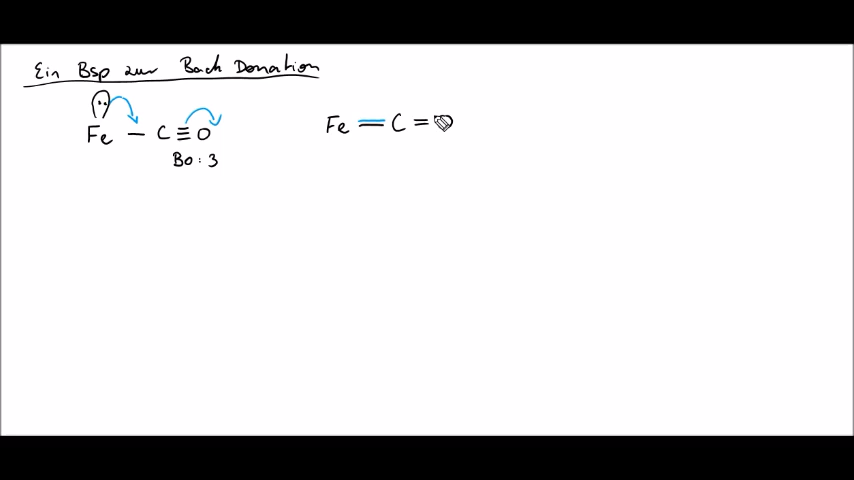 Ein Bsp zur Back Donation
Fe — C ≡ O
Bo: 3
Fe = C = O